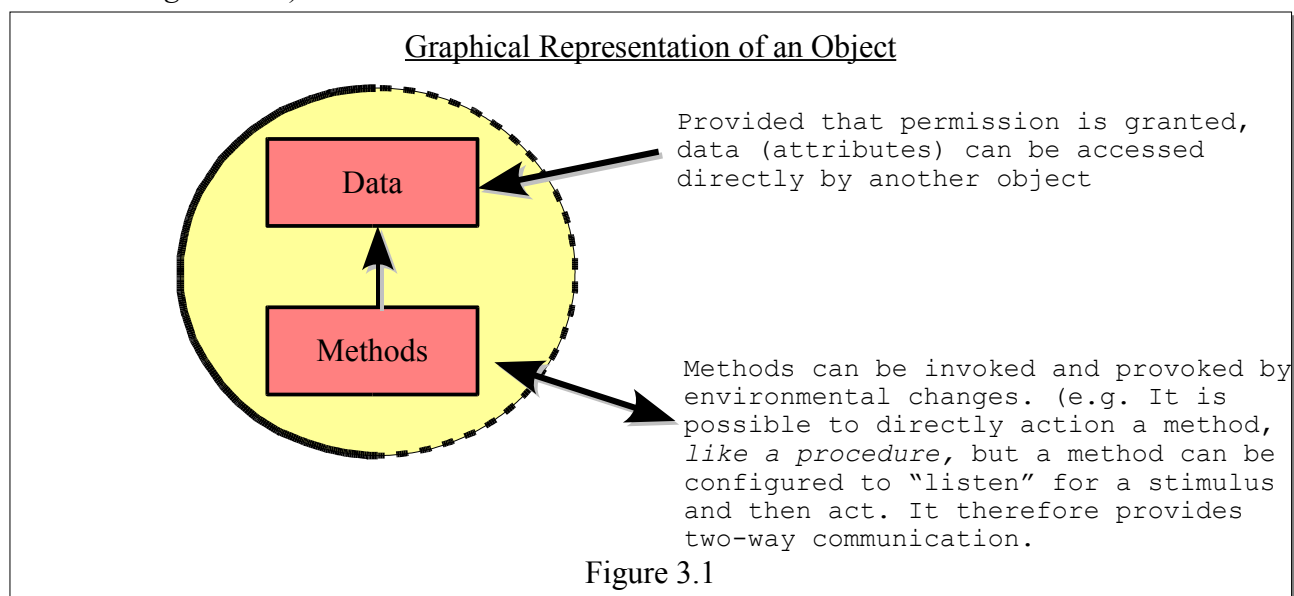 Graphical Representation of an Object
Provided that permission is granted,
data (attributes) can be accessed
directly by another object
Data
Methods
Methods can be invoked and provoked by
environmental changes. (e.g. It is
possible to directly action a method,
like a procedure, but a method can be
configured to “listen” for a stimulus
and then act. It therefore provides
two-way communication.
Figure 3.1